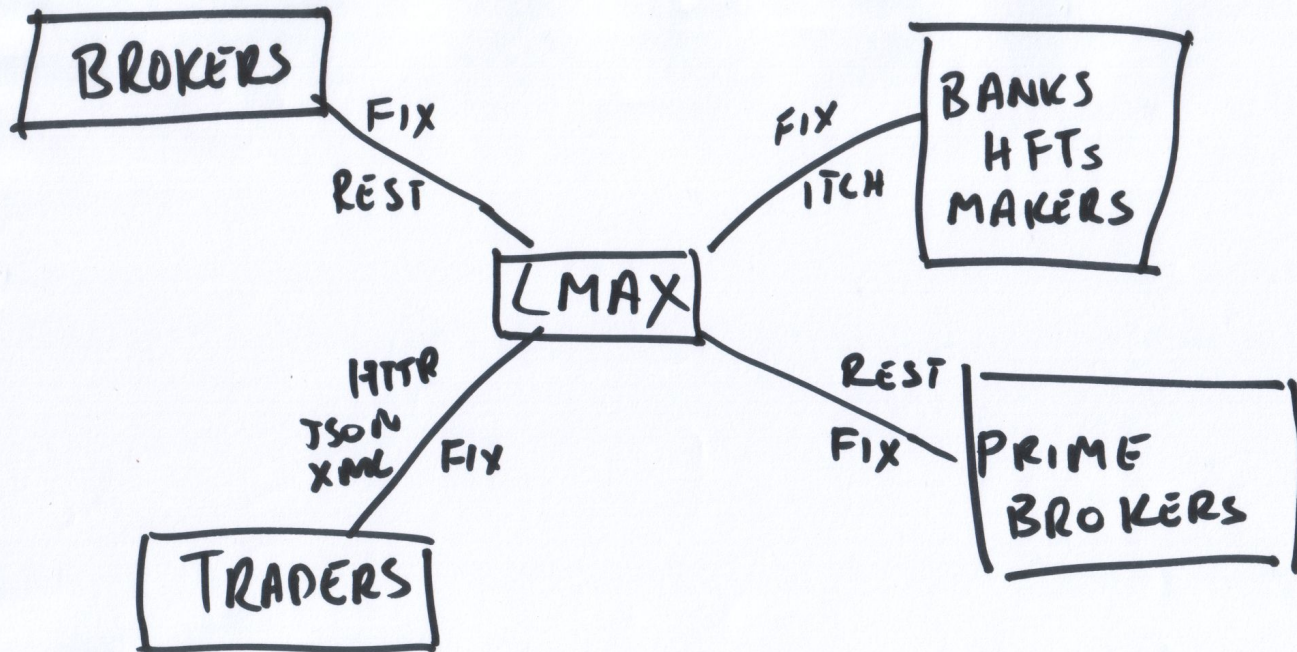 BROKERS
FIX
REST
FIX
ITCH
BANKS
HFTs
MAKERS
LMAX
HTTP
JSON
XML
FIX
TRADERS
REST
FIX
PRIME
BROKERS